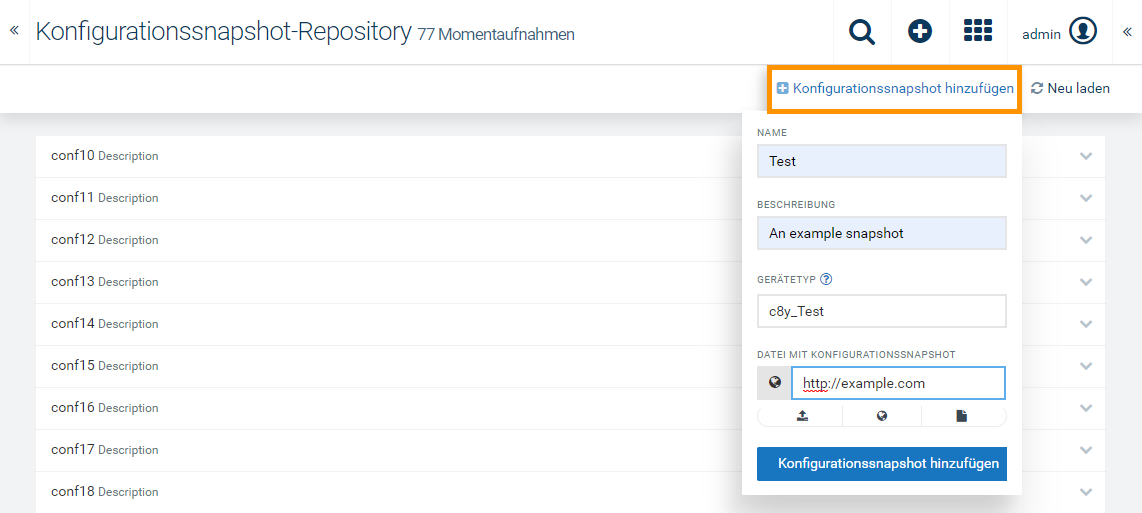 Konfigurationssnapshot-Repository 77 Momentaufnahmen
admin
Konfigurationssnapshot hinzufügen
Neu laden
conf10 Description
conf11 Description
conf12 Description
conf13 Description
conf14 Description
conf15 Description
conf16 Description
conf17 Description
conf18 Description
NAME
Test
BESCHREIBUNG
An example snapshot
GERÄTETYP
c8y_Test
DATEI MIT KONFIGURATIONSSNAPSHOT
http://example.com
Konfigurationssnapshot hinzufügen